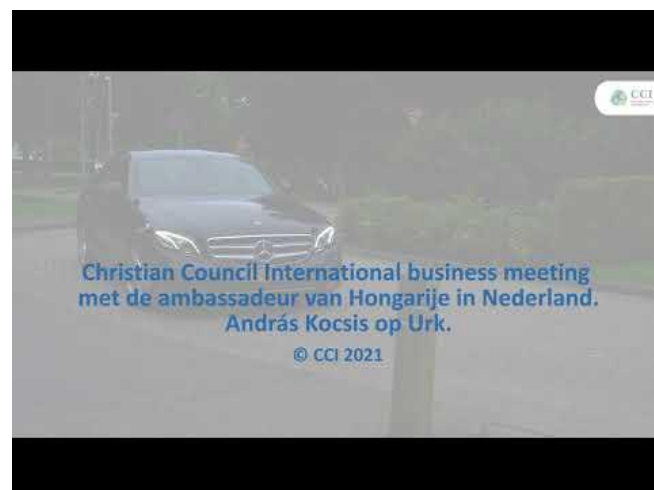 CCI
Christian Council International business meeting
met de ambassadeur van Hongarije in Nederland.
András Kocsis op Urk.
© CCI 2021